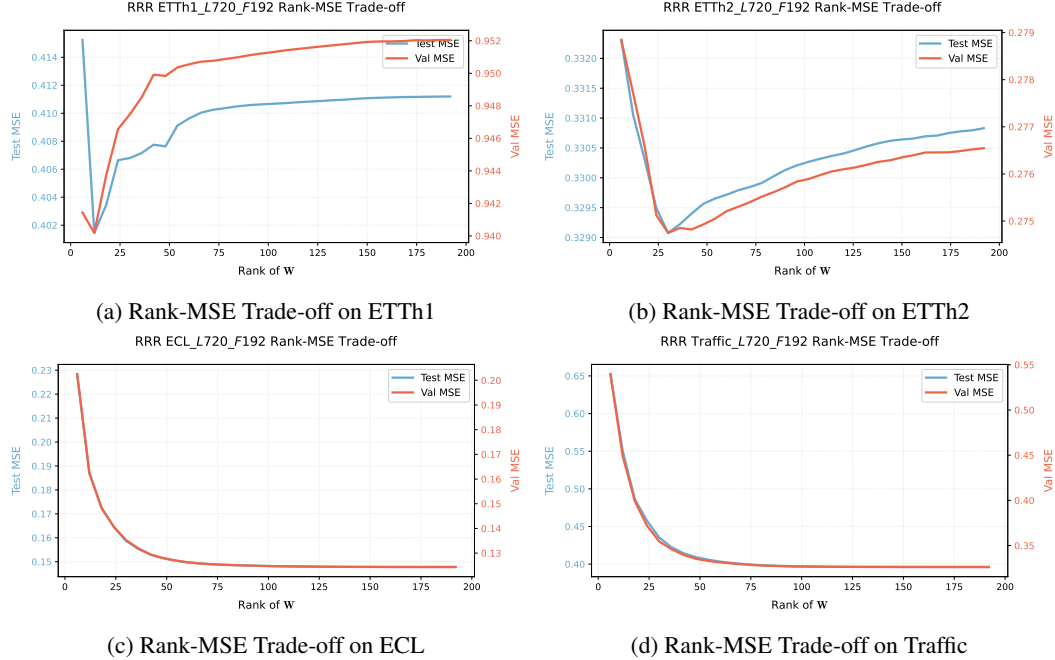 RRR ETTh1_L720_F192 Rank-MSE Trade-off
Test MSE
0.414
0.412
0.410
0.408
0.406
0.404
0.402
0.952
0.950
0.948
0.946
0.944
0.942
0.940
Val MSE
Test MSE
Val MSE
0 25 50 75 100 125 150 175 200
Rank of W
(a) Rank-MSE Trade-off on ETTh1
RRR ETTh2_L720_F192 Rank-MSE Trade-off
Test MSE
0.3320
0.3315
0.3310
0.3305
0.3300
0.3295
0.3290
0.279
0.278
0.277
0.276
0.275
Val MSE
Test MSE
Val MSE
0 25 50 75 100 125 150 175 200
Rank of W
(b) Rank-MSE Trade-off on ETTh2
RRR ECL_L720_F192 Rank-MSE Trade-off
Test MSE
0.23
0.22
0.21
0.20
0.19
0.18
0.17
0.16
0.15
0.20
0.19
0.18
0.17
0.16
0.15
0.14
0.13
Val MSE
Test MSE
Val MSE
0 25 50 75 100 125 150 175 200
Rank of W
(c) Rank-MSE Trade-off on ECL
RRR Traffic_L720_F192 Rank-MSE Trade-off
Test MSE
0.65
0.60
0.55
0.50
0.45
0.40
0.55
0.50
0.45
0.40
0.35
Val MSE
Test MSE
Val MSE
0 25 50 75 100 125 150 175 200
Rank of W
(d) Rank-MSE Trade-off on Traffic